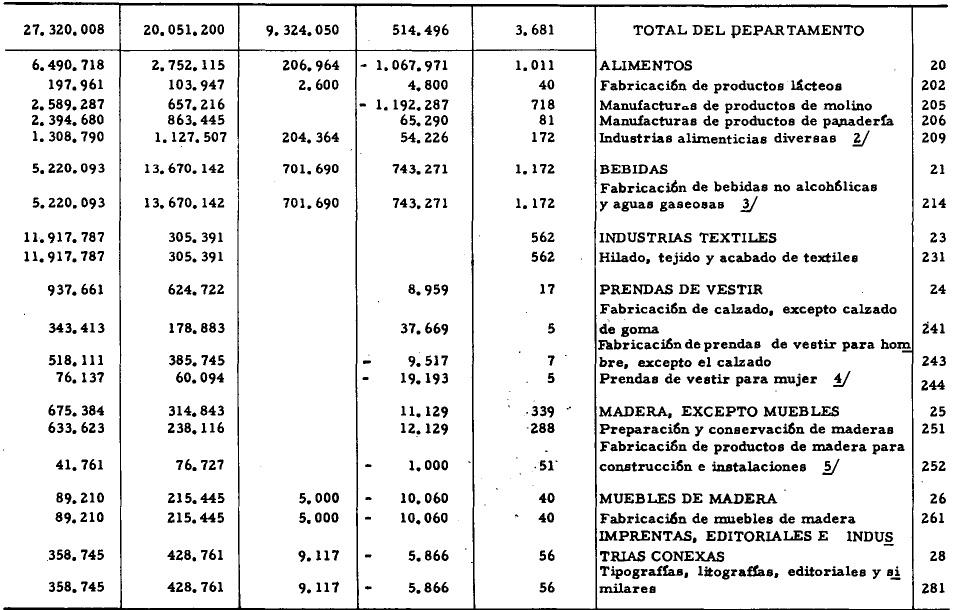 27.320.008 20.051.200 9.324.050 514.496 3.681 TOTAL DEL DEPARTAMENTO
6.490.718 2.752.115 206.964 - 1.067.971 1.011 ALIMENTOS 20
197.961 103.947 2.600 4.800 40 Fabricación de productos lácteos 202
2.589.287 657.216 - 1.192.287 718 Manufacturas de productos de molino 205
2.394.680 863.445 65.290 81 Manufacturas de productos de panadería 206
1.308.790 1.127.507 204.364 54.226 172 Industrias alimenticias diversas 2/ 209
5.220.093 13.670.142 701.690 743.271 1.172 BEBIDAS 21
Fabricación de bebidas no alcohólicas
5.220.093 13.670.142 701.690 743.271 1.172 y aguas gaseosas 3/ 214
11.917.787 305.391 562 INDUSTRIAS TEXTILES 23
11.917.787 305.391 562 Hilado, tejido y acabado de textiles 231
937.661 624.722 8.959 17 PRENDAS DE VESTIR 24
Fabricación de calzado, excepto calzado
343.413 178.883 37.669 5 de goma 241
Fabricación de prendas de vestir para hom
518.111 385.745 - 9.517 7 bre, excepto el calzado 243
76.137 60.094 - 19.193 5 Prendas de vestir para mujer 4/ 244
675.384 314.843 11.129 339 MADERA, EXCEPTO MUEBLES 25
633.623 238.116 12.129 288 Preparación y conservación de maderas 251
Fabricación de productos de madera para
41.761 76.727 - 1.000 51 construcción e instalaciones 5/ 252
89.210 215.445 5.000 - 10.060 40 MUEBLES DE MADERA 26
89.210 215.445 5.000 - 10.060 40 Fabricación de muebles de madera 261
IMPRENTAS, EDITORIALES E INDUS
358.745 428.761 9.117 - 5.866 56 TRIAS CONEXAS 28
Tipografías, litografías, editoriales y si
358.745 428.761 9.117 - 5.866 56 milares 281